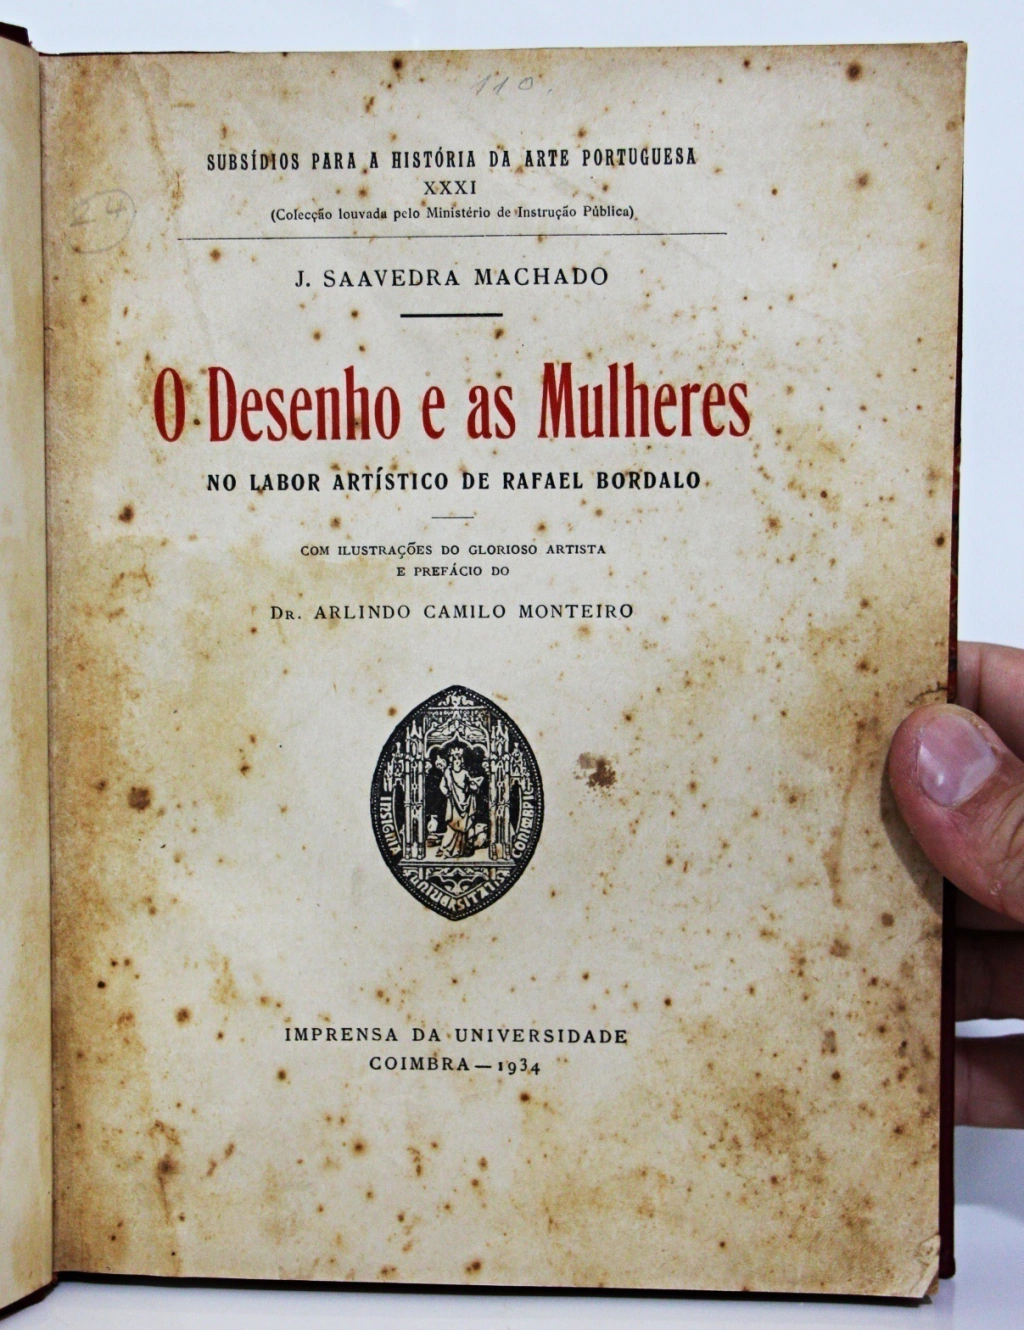 110.
SUBSÍDIOS PARA A HISTÓRIA DA ARTE PORTUGUESA
XXXI
(Colecção louvada pelo Ministério de Instrução Pública)
24
J. SAAVEDRA MACHADO
O Desenho e as Mulheres
NO LABOR ARTÍSTICO DE RAFAEL BORDALO
COM ILUSTRAÇÕES DO GLORIOSO ARTISTA
E PREFÁCIO DO
DR. ARLINDO CAMILO MONTEIRO
INSIGNIA
IMPRENSA DA UNIVERSIDADE
COIMBRA — 1934